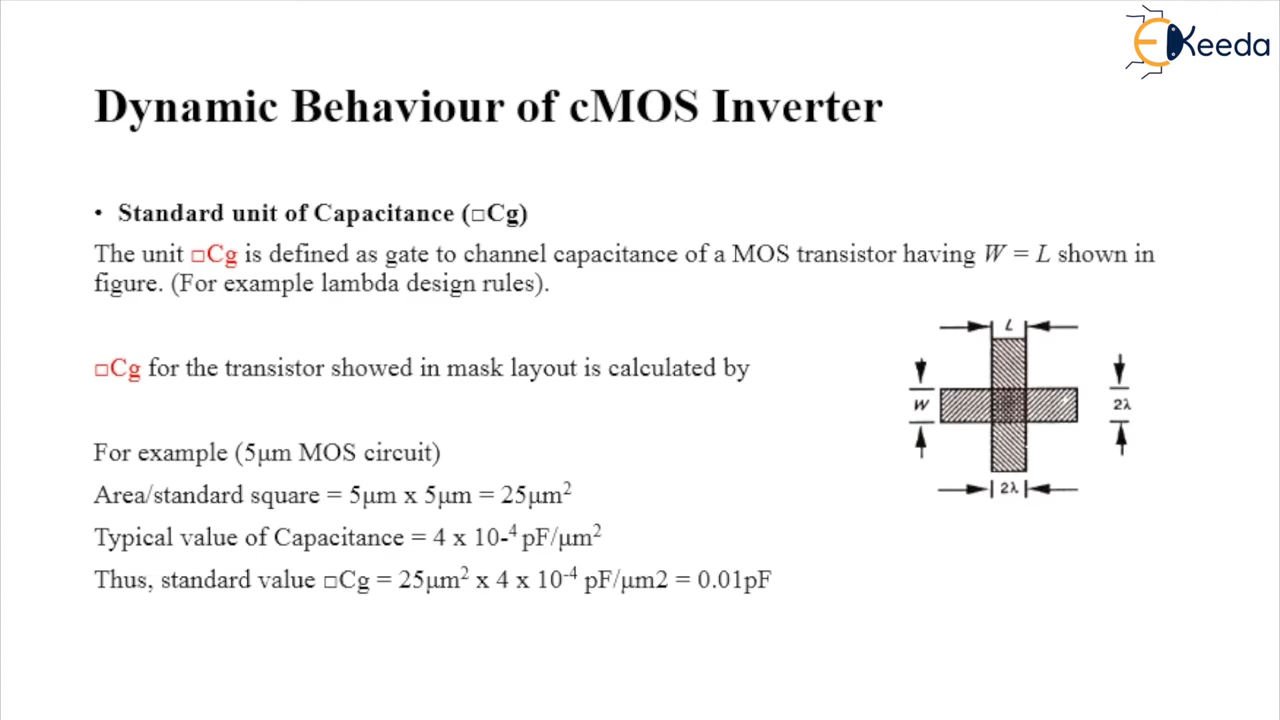 EKeeda
Dynamic Behaviour of cMOS Inverter
• Standard unit of Capacitance (□Cg)
The unit □Cg is defined as gate to channel capacitance of a MOS transistor having W = L shown in
figure. (For example lambda design rules).
L
□Cg for the transistor showed in mask layout is calculated by
W
2λ
For example (5μm MOS circuit)
2λ
Area/standard square = 5μm x 5μm = 25μm²
Typical value of Capacitance = 4 x 10-⁴ pF/μm²
Thus, standard value □Cg = 25μm² x 4 x 10⁻⁴ pF/μm2 = 0.01pF